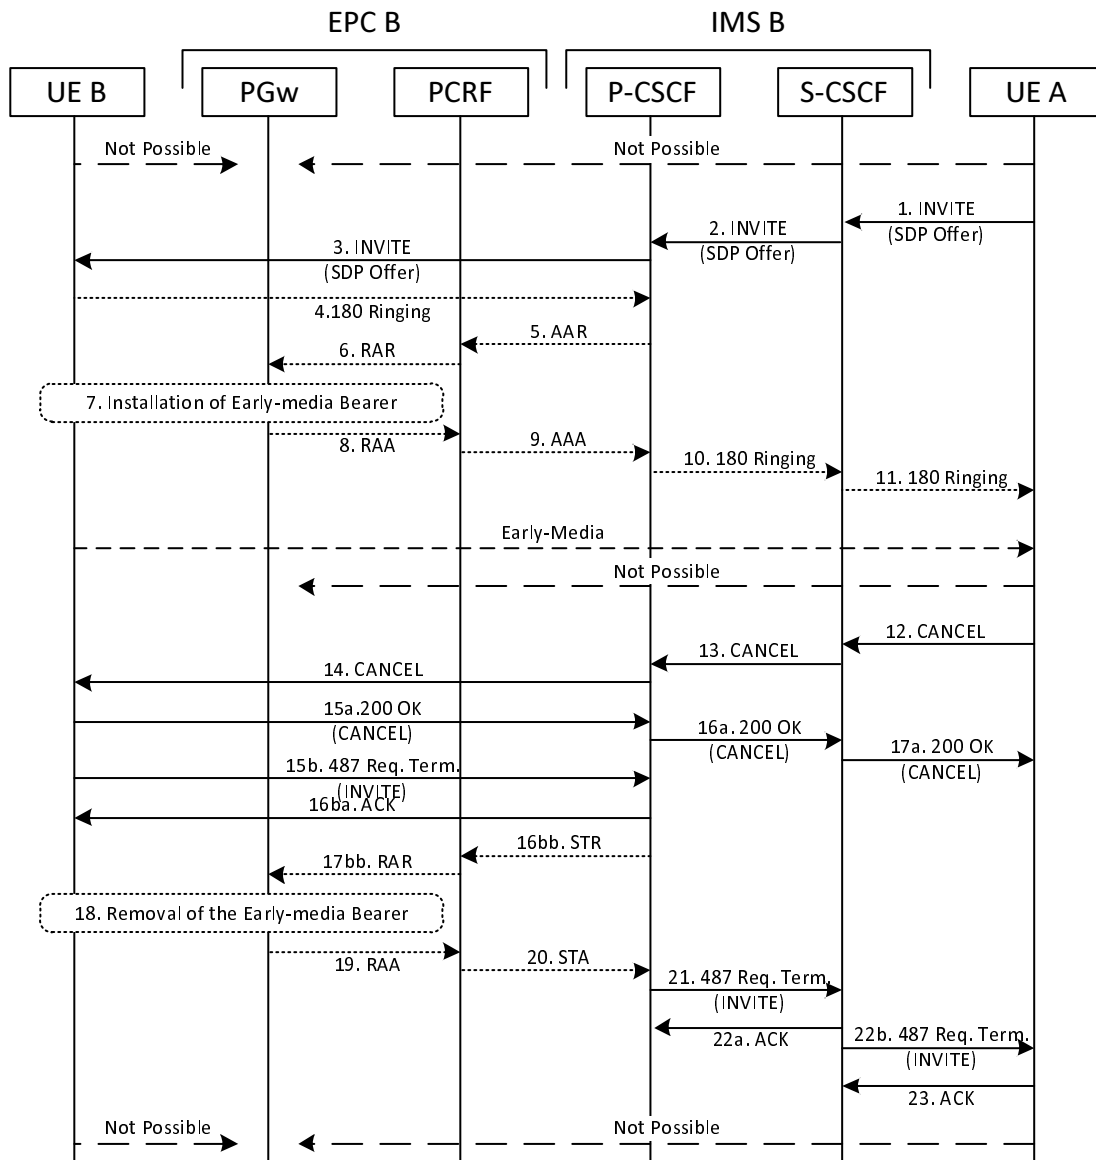 EPC B
IMS B
UE B
PGw
PCRF
P-CSCF
S-CSCF
UE A
Not Possible
Not Possible
1. INVITE
(SDP Offer)
2. INVITE
(SDP Offer)
3. INVITE
(SDP Offer)
4.180 Ringing
5. AAR
6. RAR
7. Installation of Early-media Bearer
8. RAA
9. AAA
10. 180 Ringing
11. 180 Ringing
Early-Media
Not Possible
12. CANCEL
13. CANCEL
14. CANCEL
15a.200 OK
(CANCEL)
16a. 200 OK
(CANCEL)
17a. 200 OK
(CANCEL)
15b. 487 Req. Term.
(INVITE)
16ba. ACK
16bb. STR
17bb. RAR
18. Removal of the Early-media Bearer
19. RAA
20. STA
21. 487 Req. Term.
(INVITE)
22a. ACK
22b. 487 Req. Term.
(INVITE)
23. ACK
Not Possible
Not Possible